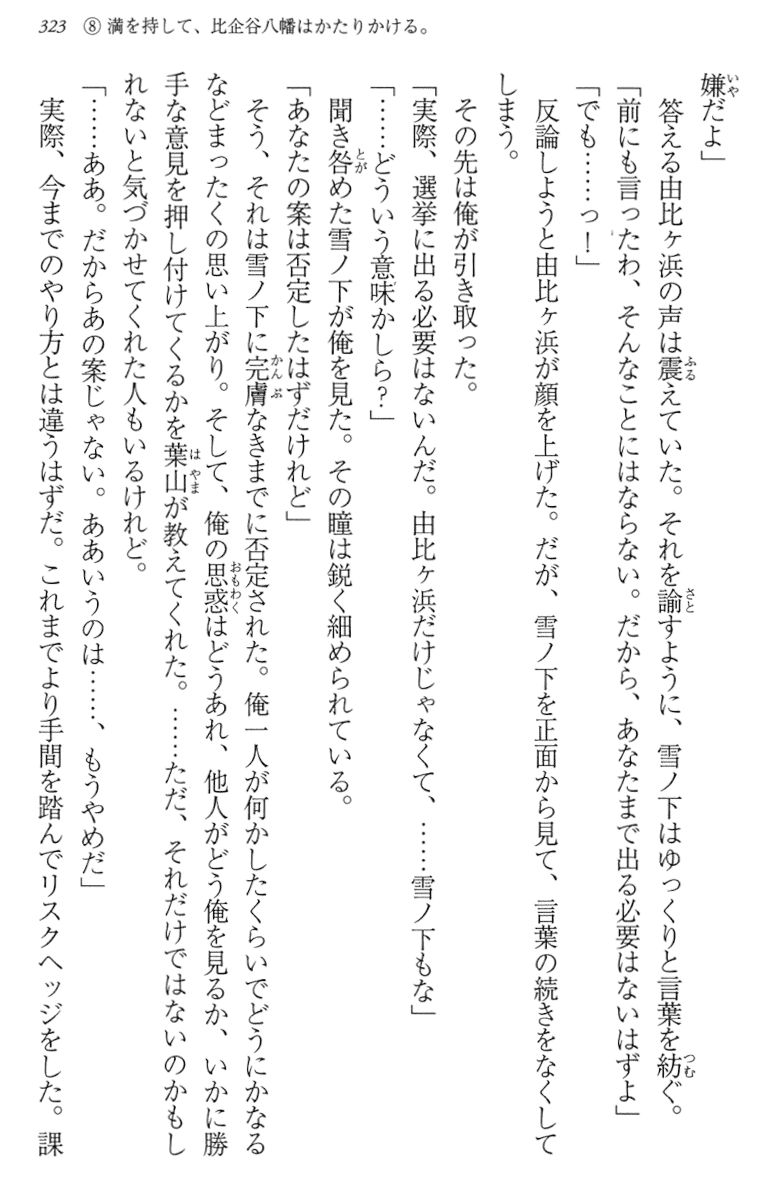 323 ⑧ 満を持して、比企谷八幡はかたりかける。
嫌だよ」
　答える由比ヶ浜の声は震えていた。それを諭すように、雪ノ下はゆっくりと言葉を紡ぐ。
「前にも言ったわ、そんなことにはならない。だから、あなたまで出る必要はないはずよ」
「でも……っ！」
　反論しようと由比ヶ浜が顔を上げた。だが、雪ノ下を正面から見て、言葉の続きをなくして
しまう。
　その先は俺が引き取った。
「実際、選挙に出る必要はないんだ。由比ヶ浜だけじゃなくて、……雪ノ下もな」
「……どういう意味かしら？」
　聞き咎めた雪ノ下が俺を見た。その瞳は鋭く細められている。
「あなたの案は否定したはずだけれど」
　そう、それは雪ノ下に完膚なきまでに否定された。俺一人が何かしたくらいでどうにかなる
などまったくの思い上がり。そして、俺の思惑はどうあれ、他人がどう俺を見るか、いかに勝
手な意見を押し付けてくるかを葉山が教えてくれた。……ただ、それだけではないのかもし
れないと気づかせてくれた人もいるけれど。
「……ああ。だからあの案じゃない。ああいうのは……、もうやめだ」
　実際、今までのやり方とは違うはずだ。これまでより手間を踏んでリスクヘッジをした。課